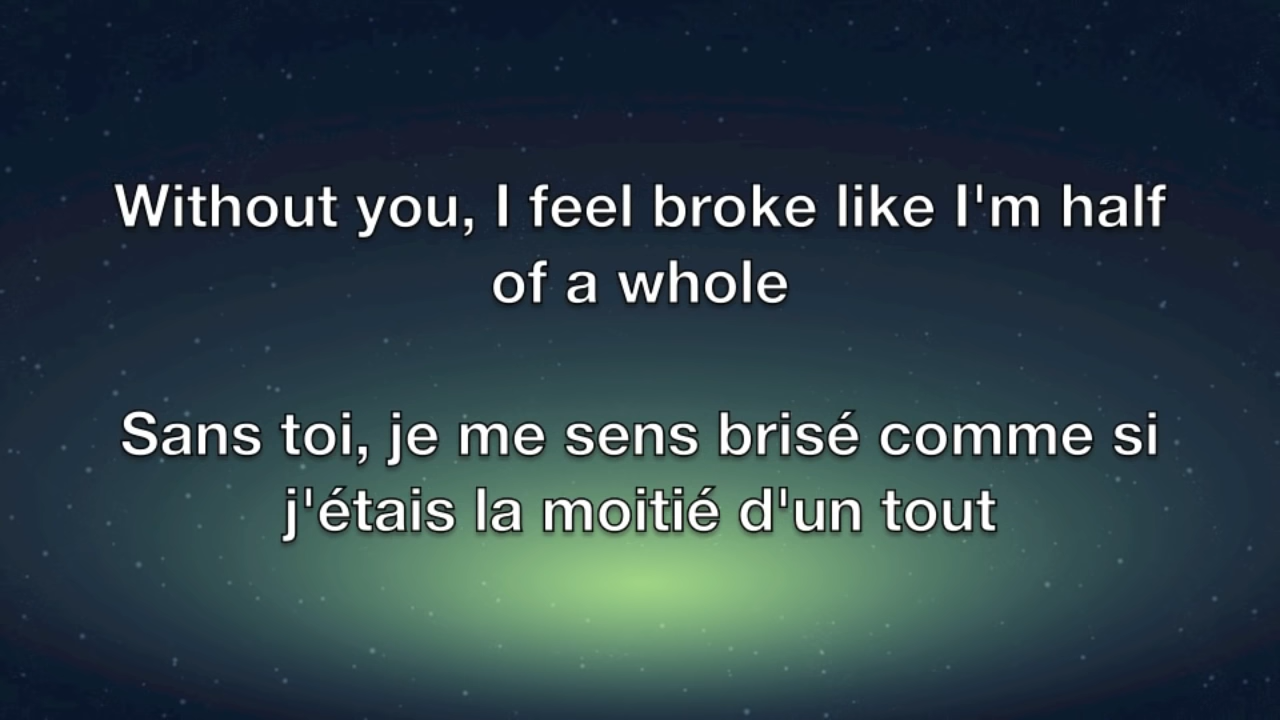 Without you, I feel broke like I'm half
of a whole
Sans toi, je me sens brisé comme si
j'étais la moitié d'un tout